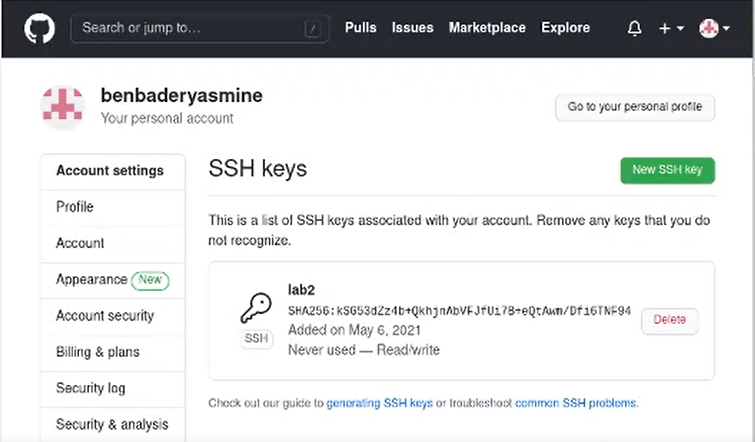 Search or jump to... / Pulls Issues Marketplace Explore
benbaderyasmine
Your personal account
Go to your personal profile
Account settings
Profile
Account
Appearance New
Account security
Billing & plans
Security log
Security & analysis
SSH keys
New SSH key
This is a list of SSH keys associated with your account. Remove any keys that you do
not recognize.
lab2
SHA256:kSG53dZz4b+QkhjnAbVFJfUi7B+eQtAwm/Dfi6TNF94
Added on May 6, 2021
Never used — Read/write
SSH
Delete
Check out our guide to generating SSH keys or troubleshoot common SSH problems.